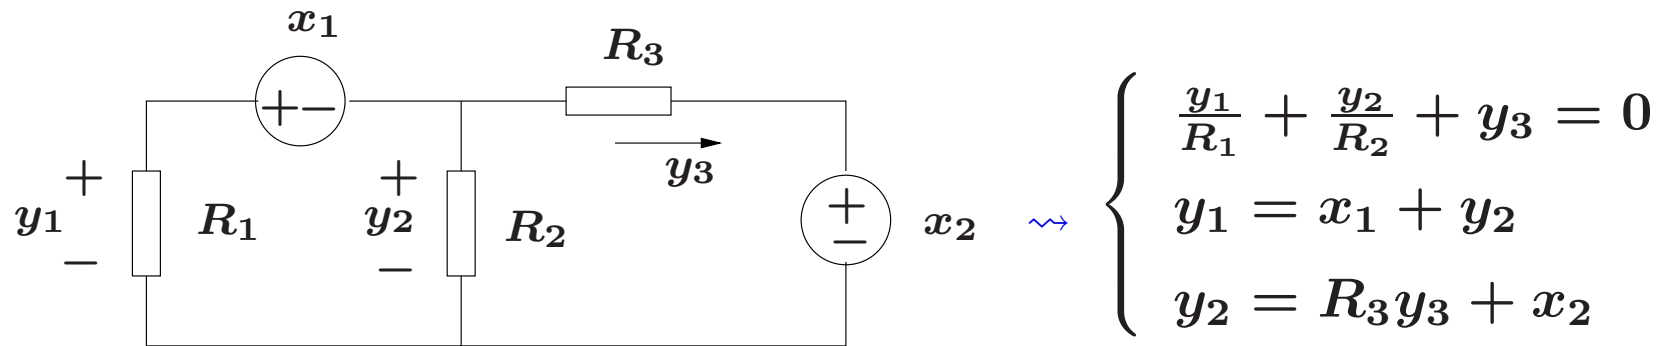 x₁
R₃
+ −
y₃
+
y₁
−
R₁
+
y₂
−
R₂
+
−
x₂
⇝
y₁/R₁ + y₂/R₂ + y₃ = 0
y₁ = x₁ + y₂
y₂ = R₃y₃ + x₂